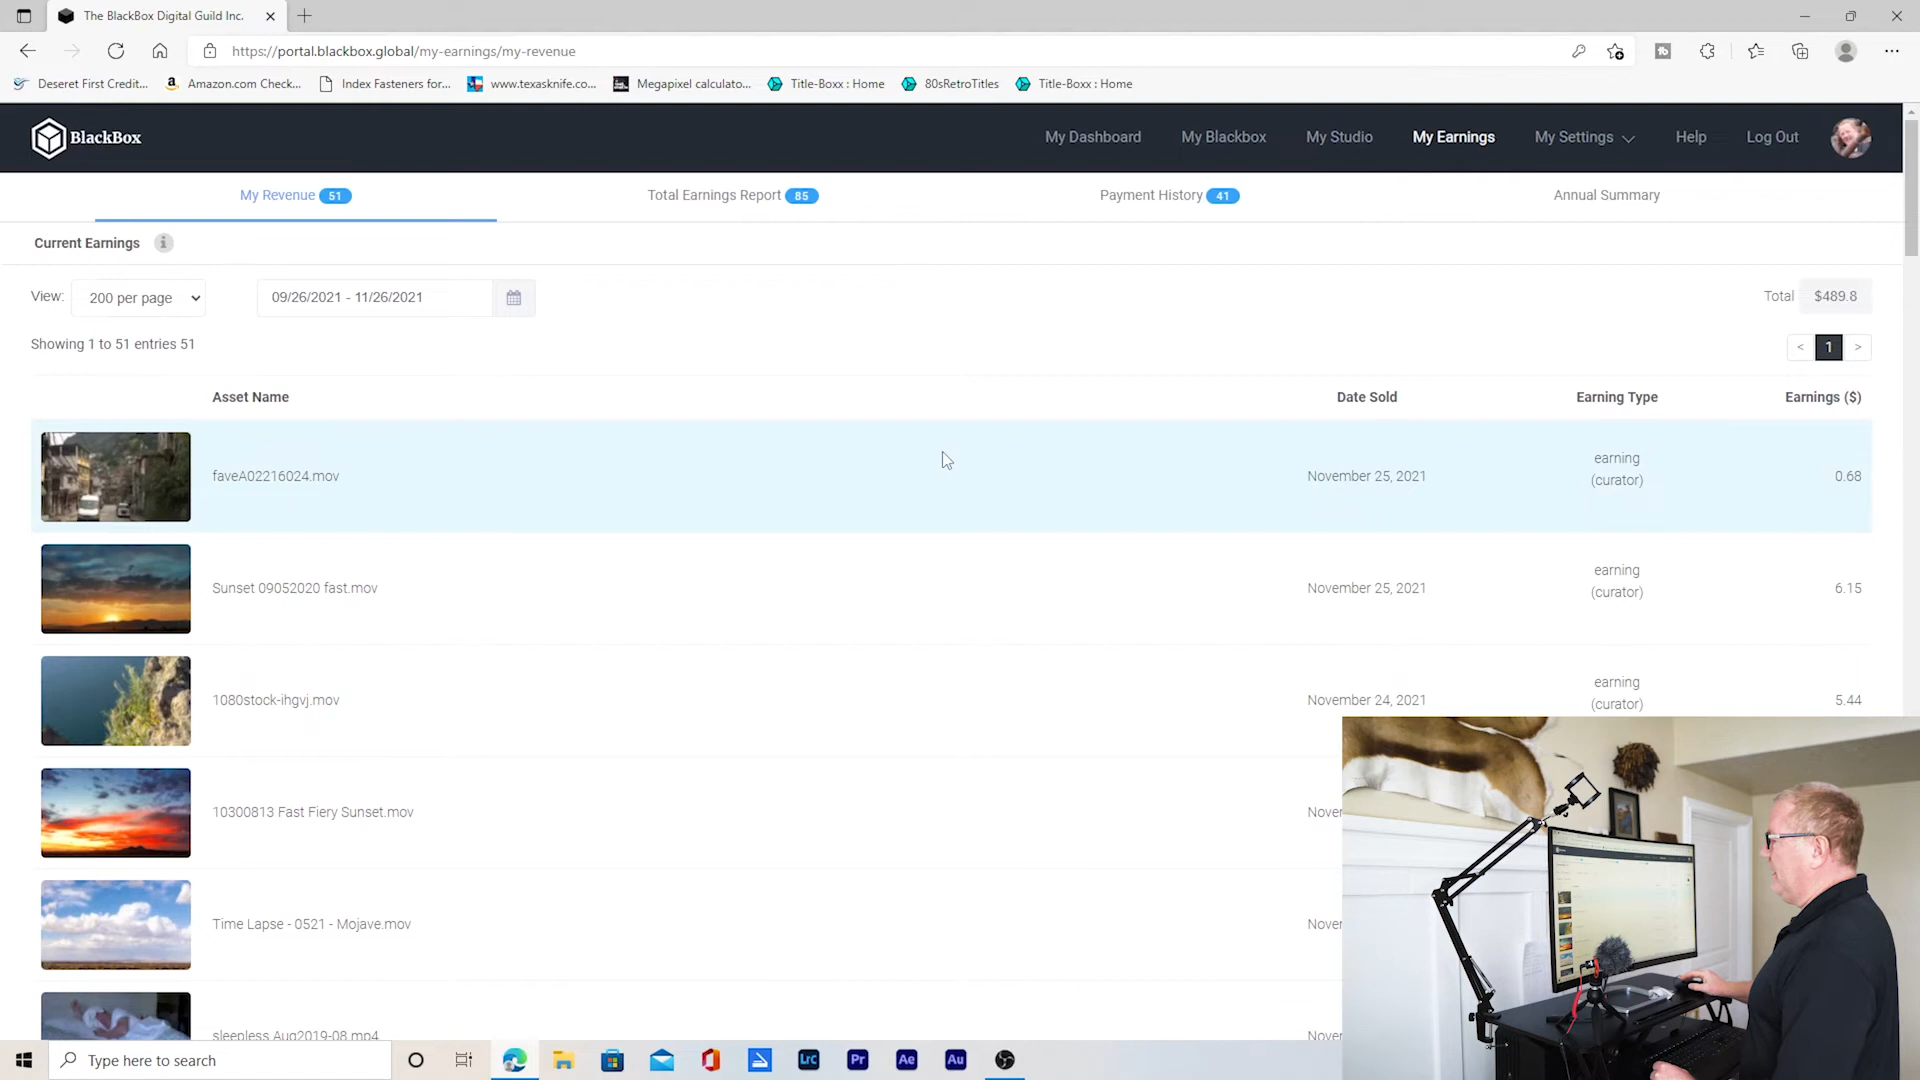 The BlackBox Digital Guild Inc.
https://portal.blackbox.global/my-earnings/my-revenue
Deseret First Credit...
Amazon.com Check...
Index Fasteners for...
www.texasknife.co...
Megapixel calculato...
Title-Boxx : Home
80sRetroTitles
Title-Boxx : Home
BlackBox
My Dashboard
My Blackbox
My Studio
My Earnings
My Settings
Help
Log Out
My Revenue 51
Total Earnings Report 85
Payment History 41
Annual Summary
Current Earnings i
View: 200 per page
09/26/2021 - 11/26/2021
Total $489.8
Showing 1 to 51 entries 51
< 1 >
Asset Name Date Sold Earning Type Earnings ($)
faveA02216024.mov November 25, 2021 earning (curator) 0.68
Sunset 09052020 fast.mov November 25, 2021 earning (curator) 6.15
1080stock-ihgvj.mov November 24, 2021 earning (curator) 5.44
10300813 Fast Fiery Sunset.mov Nover
Time Lapse - 0521 - Mojave.mov Nover
sleepless Aug2019-08.mp4 Nover
Type here to search
Lrc
Pr
Ae
Au